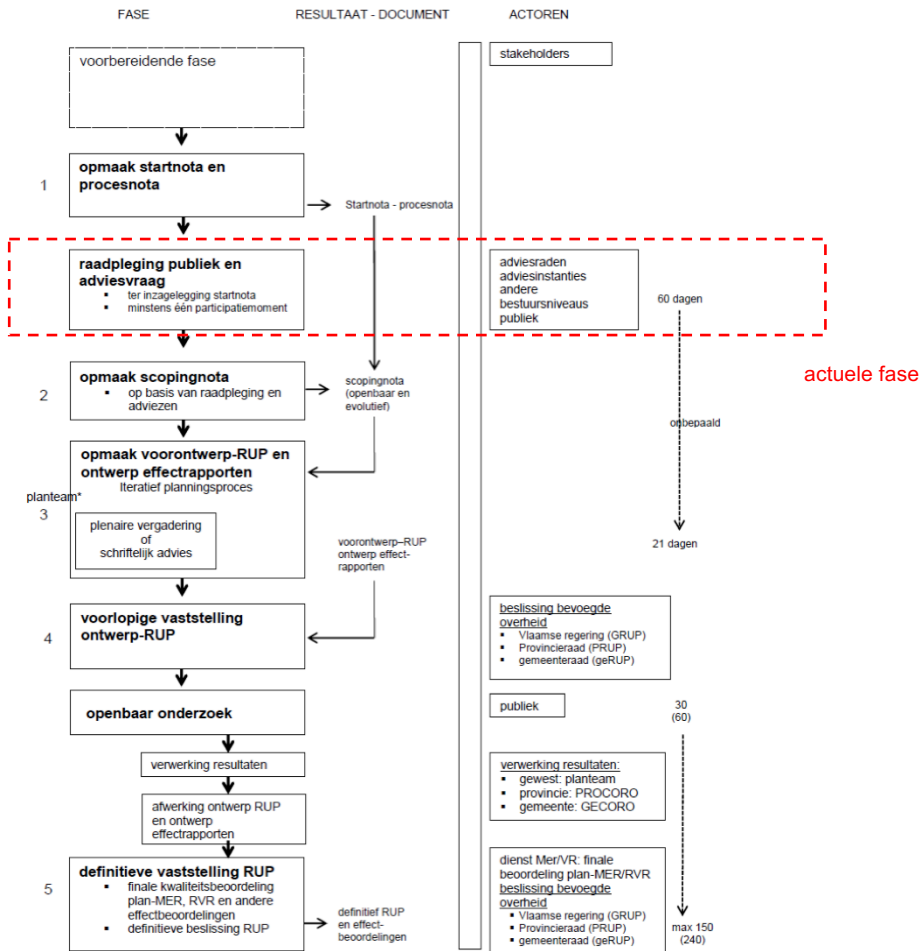 FASE
RESULTAAT - DOCUMENT
ACTOREN
voorbereidende fase
stakeholders
1
opmaak startnota en
procesnota
Startnota - procesnota
raadpleging publiek en
adviesvraag
▪ ter inzagelegging startnota
▪ minstens één participatiemoment
adviesraden
adviesinstanties
andere
bestuursniveaus
publiek
60 dagen
actuele fase
2
opmaak scopingnota
▪ op basis van raadpleging en
adviezen
scopingnota
(openbaar en
evolutief)
onbepaald
opmaak voorontwerp-RUP en
ontwerp effectrapporten
Iteratief planningsproces
planteam*
3
plenaire vergadering
of
schriftelijk advies
voorontwerp–RUP
ontwerp effect-
rapporten
21 dagen
4
voorlopige vaststelling
ontwerp-RUP
beslissing bevoegde
overheid
▪ Vlaamse regering (GRUP)
▪ Provincieraad (PRUP)
▪ gemeenteraad (geRUP)
openbaar onderzoek
publiek
30
(60)
verwerking resultaten
verwerking resultaten:
▪ gewest: planteam
▪ provincie: PROCORO
▪ gemeente: GECORO
afwerking ontwerp RUP
en ontwerp
effectrapporten
5
definitieve vaststelling RUP
▪ finale kwaliteitsbeoordeling
plan-MER, RVR en andere
effectbeoordelingen
▪ definitieve beslissing RUP
definitief RUP
en effect-
beoordelingen
dienst Mer/VR: finale
beoordeling plan-MER/RVR
beslissing bevoegde
overheid
▪ Vlaamse regering (GRUP)
▪ Provincieraad (PRUP)
▪ gemeenteraad (geRUP)
max 150
(240)